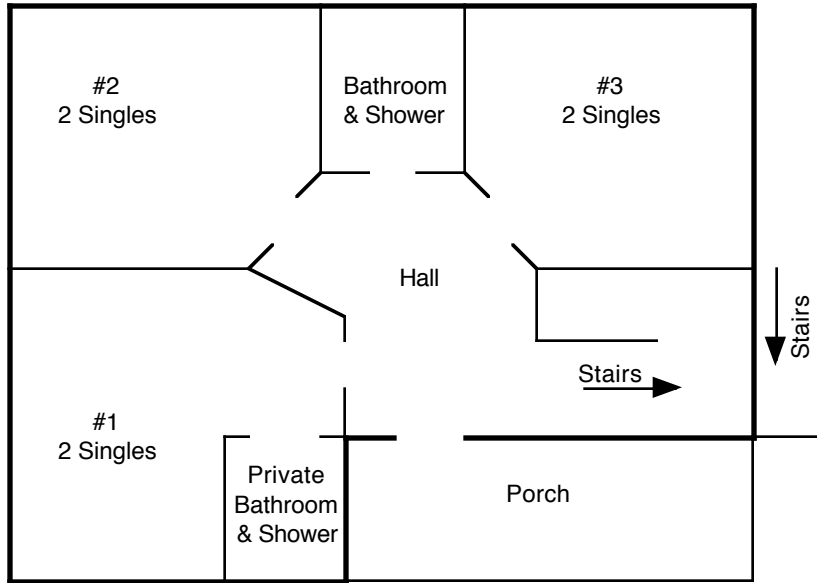 #2
2 Singles
Bathroom
& Shower
#3
2 Singles
Hall
Stairs
Stairs
#1
2 Singles
Private
Bathroom
& Shower
Porch